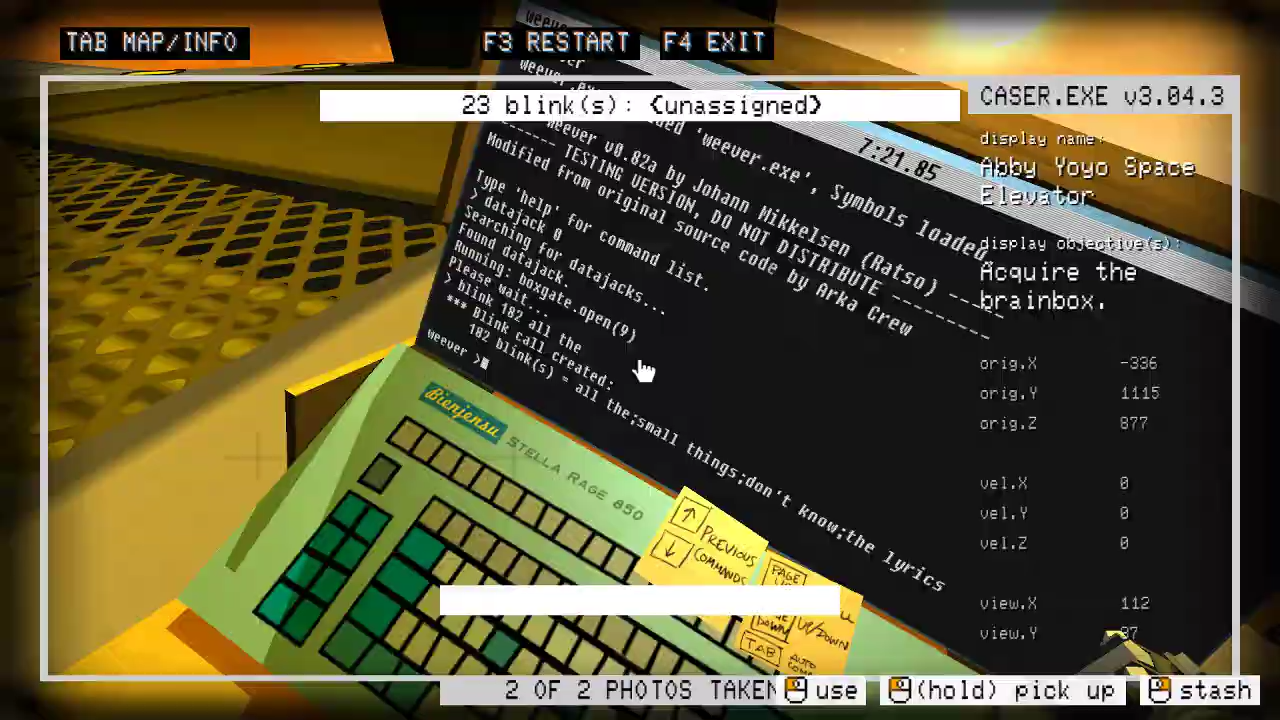 TAB MAP/INFO
F3 RESTART
F4 EXIT
23 blink(s): {unassigned}
CASER.EXE v3.04.3
display name:
Abby Yoyo Space
Elevator
display objective(s):
Acquire the
brainbox.
orig.X -336
orig.Y 1115
orig.Z 877
vel.X 0
vel.Y 0
vel.Z 0
view.X 112
view.Y 37
7:21.85
'weever.exe', Symbols loaded.
weever v0.82a by Johann Mikkelsen (Ratso)
TESTING VERSION, DO NOT DISTRIBUTE
Modified from original source code by Arka Crew
Type 'help' for command list.
> datajack 0
Searching for datajacks...
Found datajack.
Running: boxgate.open(9)
Please wait...
> blink 182 all the
*** Blink call created:
182 blink(s) = all the;small things;don't know;the lyrics
weever >
Bienjensu
STELLA RAGE 850
↑ PREVIOUS
↓ COMMANDS
PAGE
DOWN
UP/DOWN
TAB
AUTO
2 OF 2 PHOTOS TAKEN
use
(hold) pick up
stash